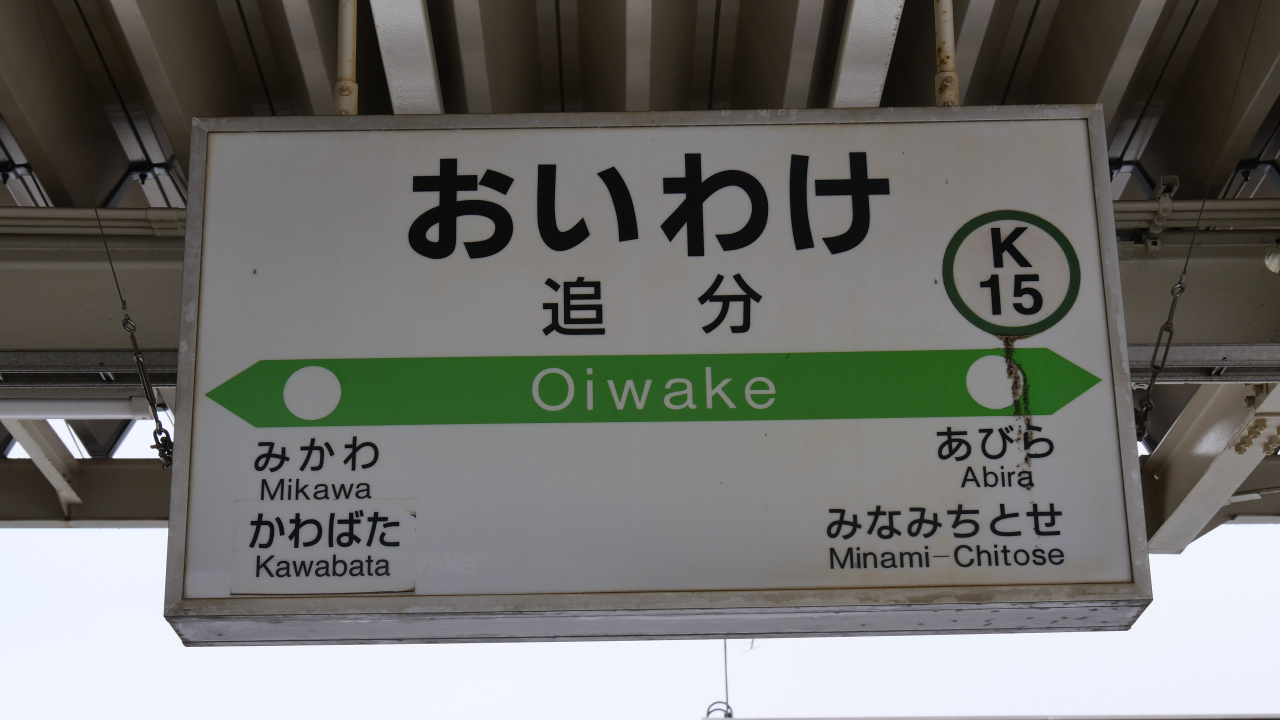 おいわけ
追分
K
15
Oiwake
みかわ
Mikawa
かわばた
Kawabata
あびら
Abira
みなみちとせ
Minami-Chitose